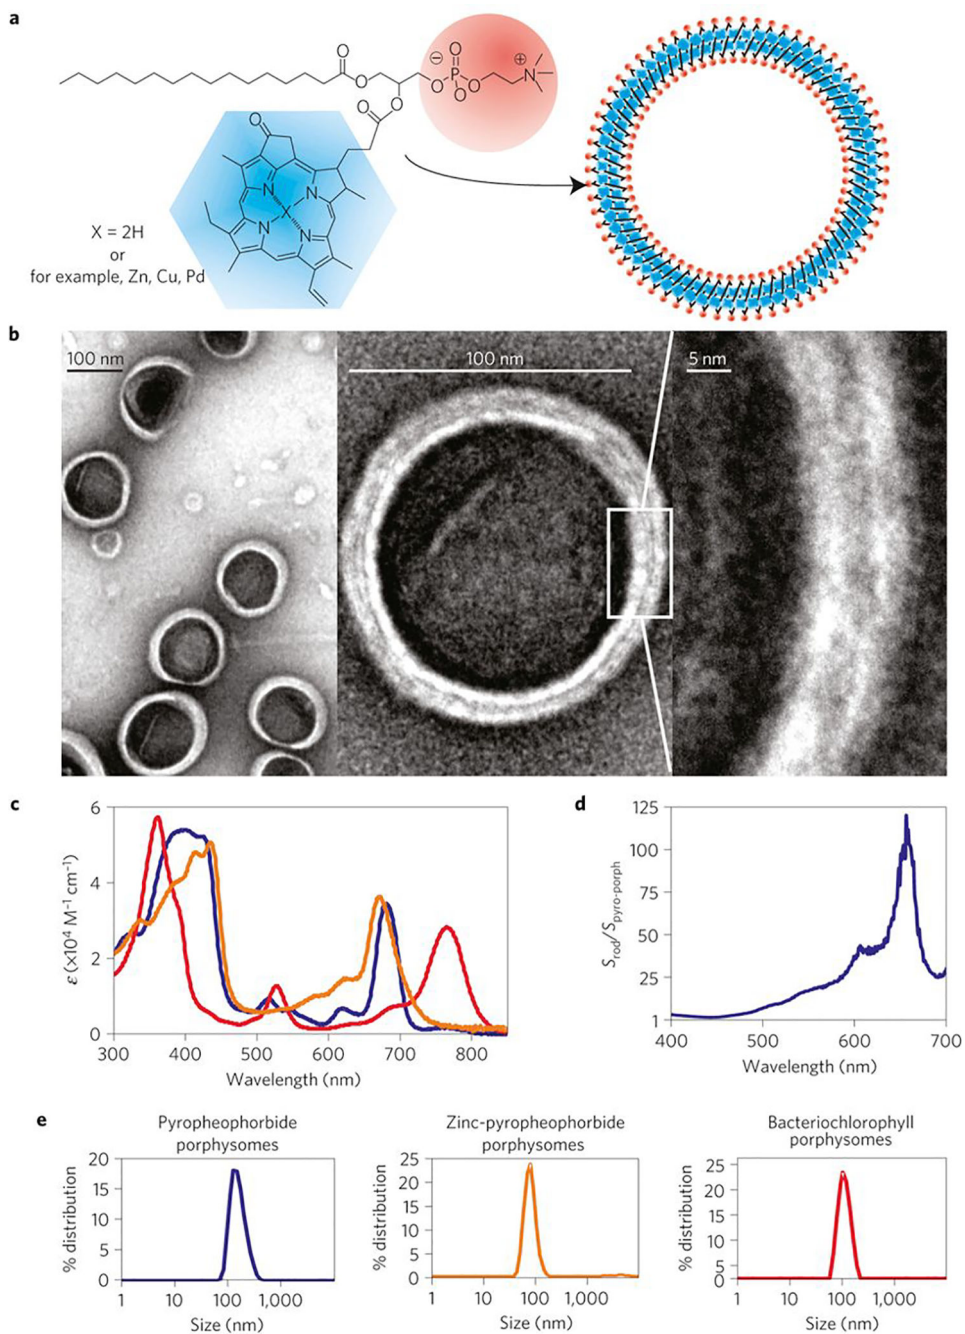 a
O
O
O
P
O
O
⊖
O
⊕
N
O
O
O
N
N
X
N
N
X = 2H
or
for example, Zn, Cu, Pd
b
100 nm
100 nm
5 nm
c
6
4
2
0
ε (×10⁴ M⁻¹ cm⁻¹)
300 400 500 600 700 800
Wavelength (nm)
d
125
100
75
50
25
1
S_rod/S_pyro-porph
400 500 600 700
Wavelength (nm)
e
Pyropheophorbide
porphysomes
20
15
10
5
0
% distribution
1 10 100 1,000
Size (nm)
Zinc-pyropheophorbide
porphysomes
25
20
15
10
5
0
% distribution
1 10 100 1,000
Size (nm)
Bacteriochlorophyll
porphysomes
25
20
15
10
5
0
% distribution
1 10 100 1,000
Size (nm)